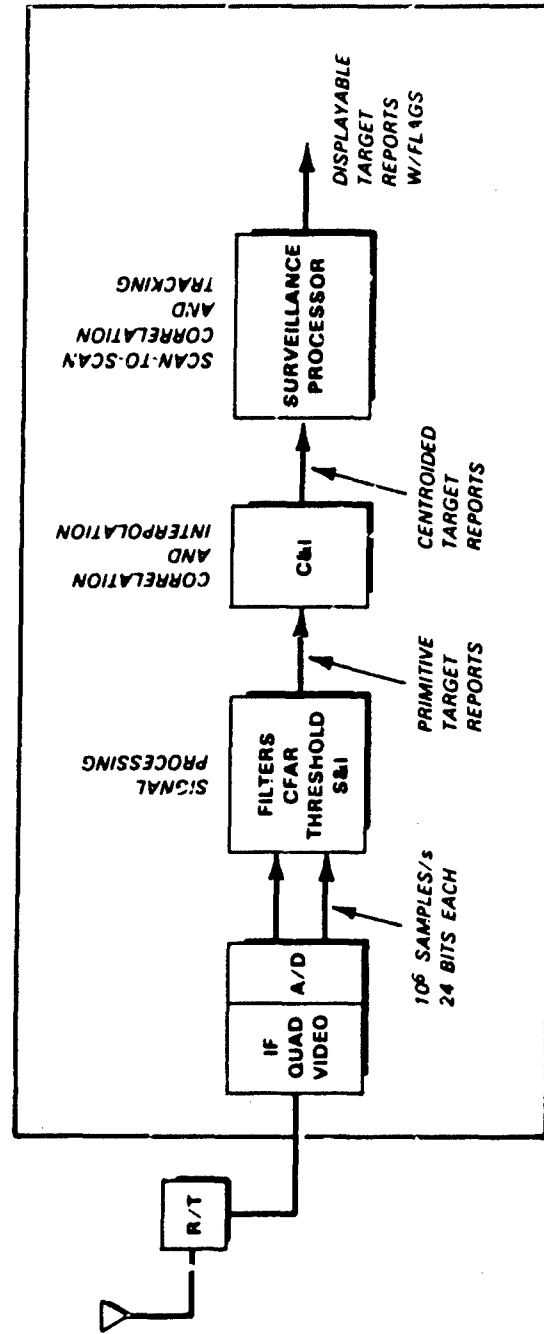 R/T
IF
QUAD
VIDEO
A/D
10⁶ SAMPLES/s
24 BITS EACH
SIGNAL
PROCESSING
FILTERS
CFAR
THRESHOLD
S&I
PRIMITIVE
TARGET
REPORTS
CORRELATION
AND
INTERPOLATION
C&I
CENTROIDED
TARGET
REPORTS
SCAN-TO-SCAN
CORRELATION
AND
TRACKING
SURVEILLANCE
PROCESSOR
DISPLAYABLE
TARGET
REPORTS
W/FLAGS